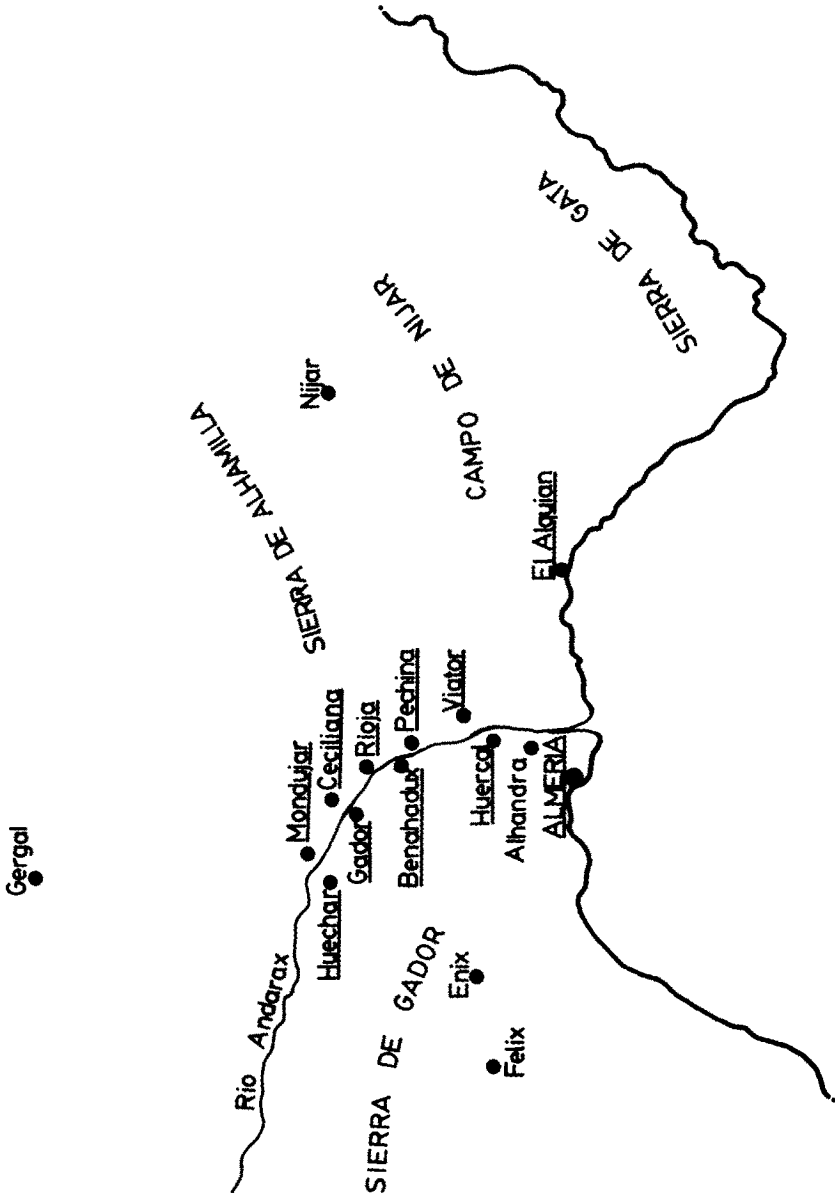 Gergal
SIERRA DE ALHAMILLA
Nijar
CAMPO DE NIJAR
SIERRA DE GATA
Rio Andarax
Mondujar
Ceciliana
Rioja
Pechina
Viator
El Alquian
Huechar
Gador
Benahadux
Huercal
Alhandra
ALMERIA
SIERRA DE GADOR
Enix
Felix